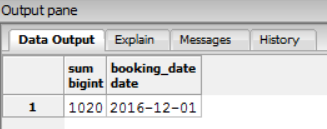 Output pane
Data Output Explain Messages History
sum booking_date
bigint date
1 1020 2016-12-01